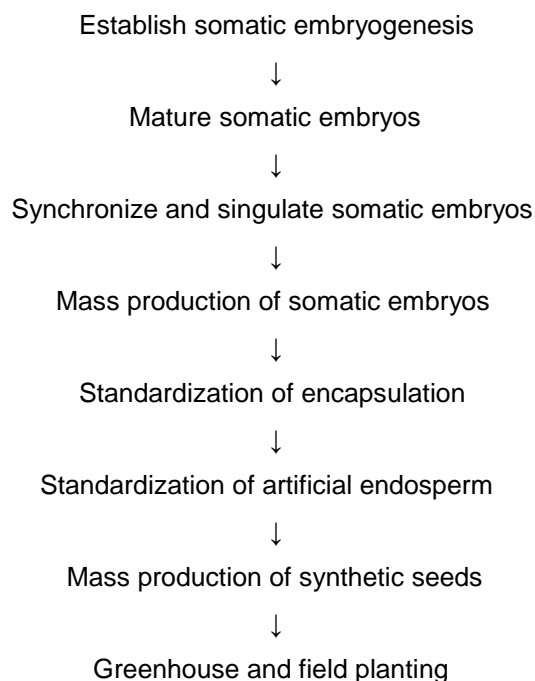 Establish somatic embryogenesis
↓
Mature somatic embryos
↓
Synchronize and singulate somatic embryos
↓
Mass production of somatic embryos
↓
Standardization of encapsulation
↓
Standardization of artificial endosperm
↓
Mass production of synthetic seeds
↓
Greenhouse and field planting